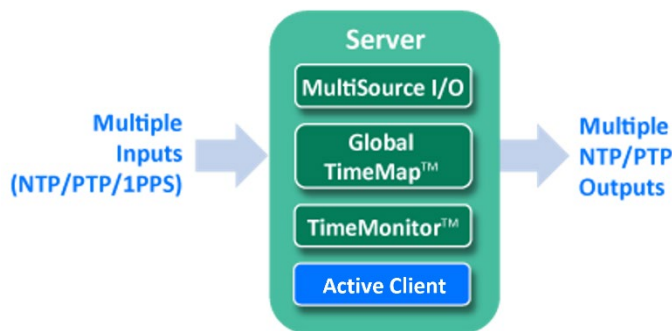 Server
MultiSource I/O
Multiple
Inputs
(NTP/PTP/1PPS)
Global
TimeMap™
Multiple
NTP/PTP
Outputs
TimeMonitor™
Active Client